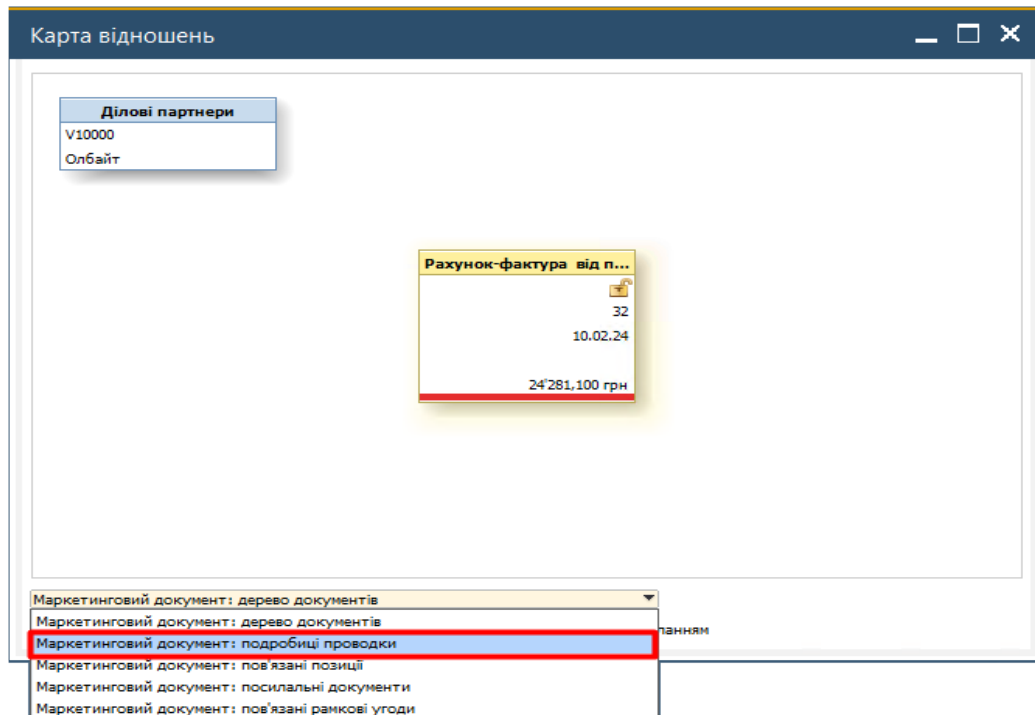 Карта відношень
Ділові партнери
V10000
Олбайт
Рахунок-фактура від п...
32
10.02.24
24'281,100 грн
Маркетинговий документ: дерево документів
Маркетинговий документ: дерево документів
ланням
Маркетинговий документ: подробиці проводки
Маркетинговий документ: пов'язані позиції
Маркетинговий документ: посилальні документи
Маркетинговий документ: пов'язані рамкові угоди